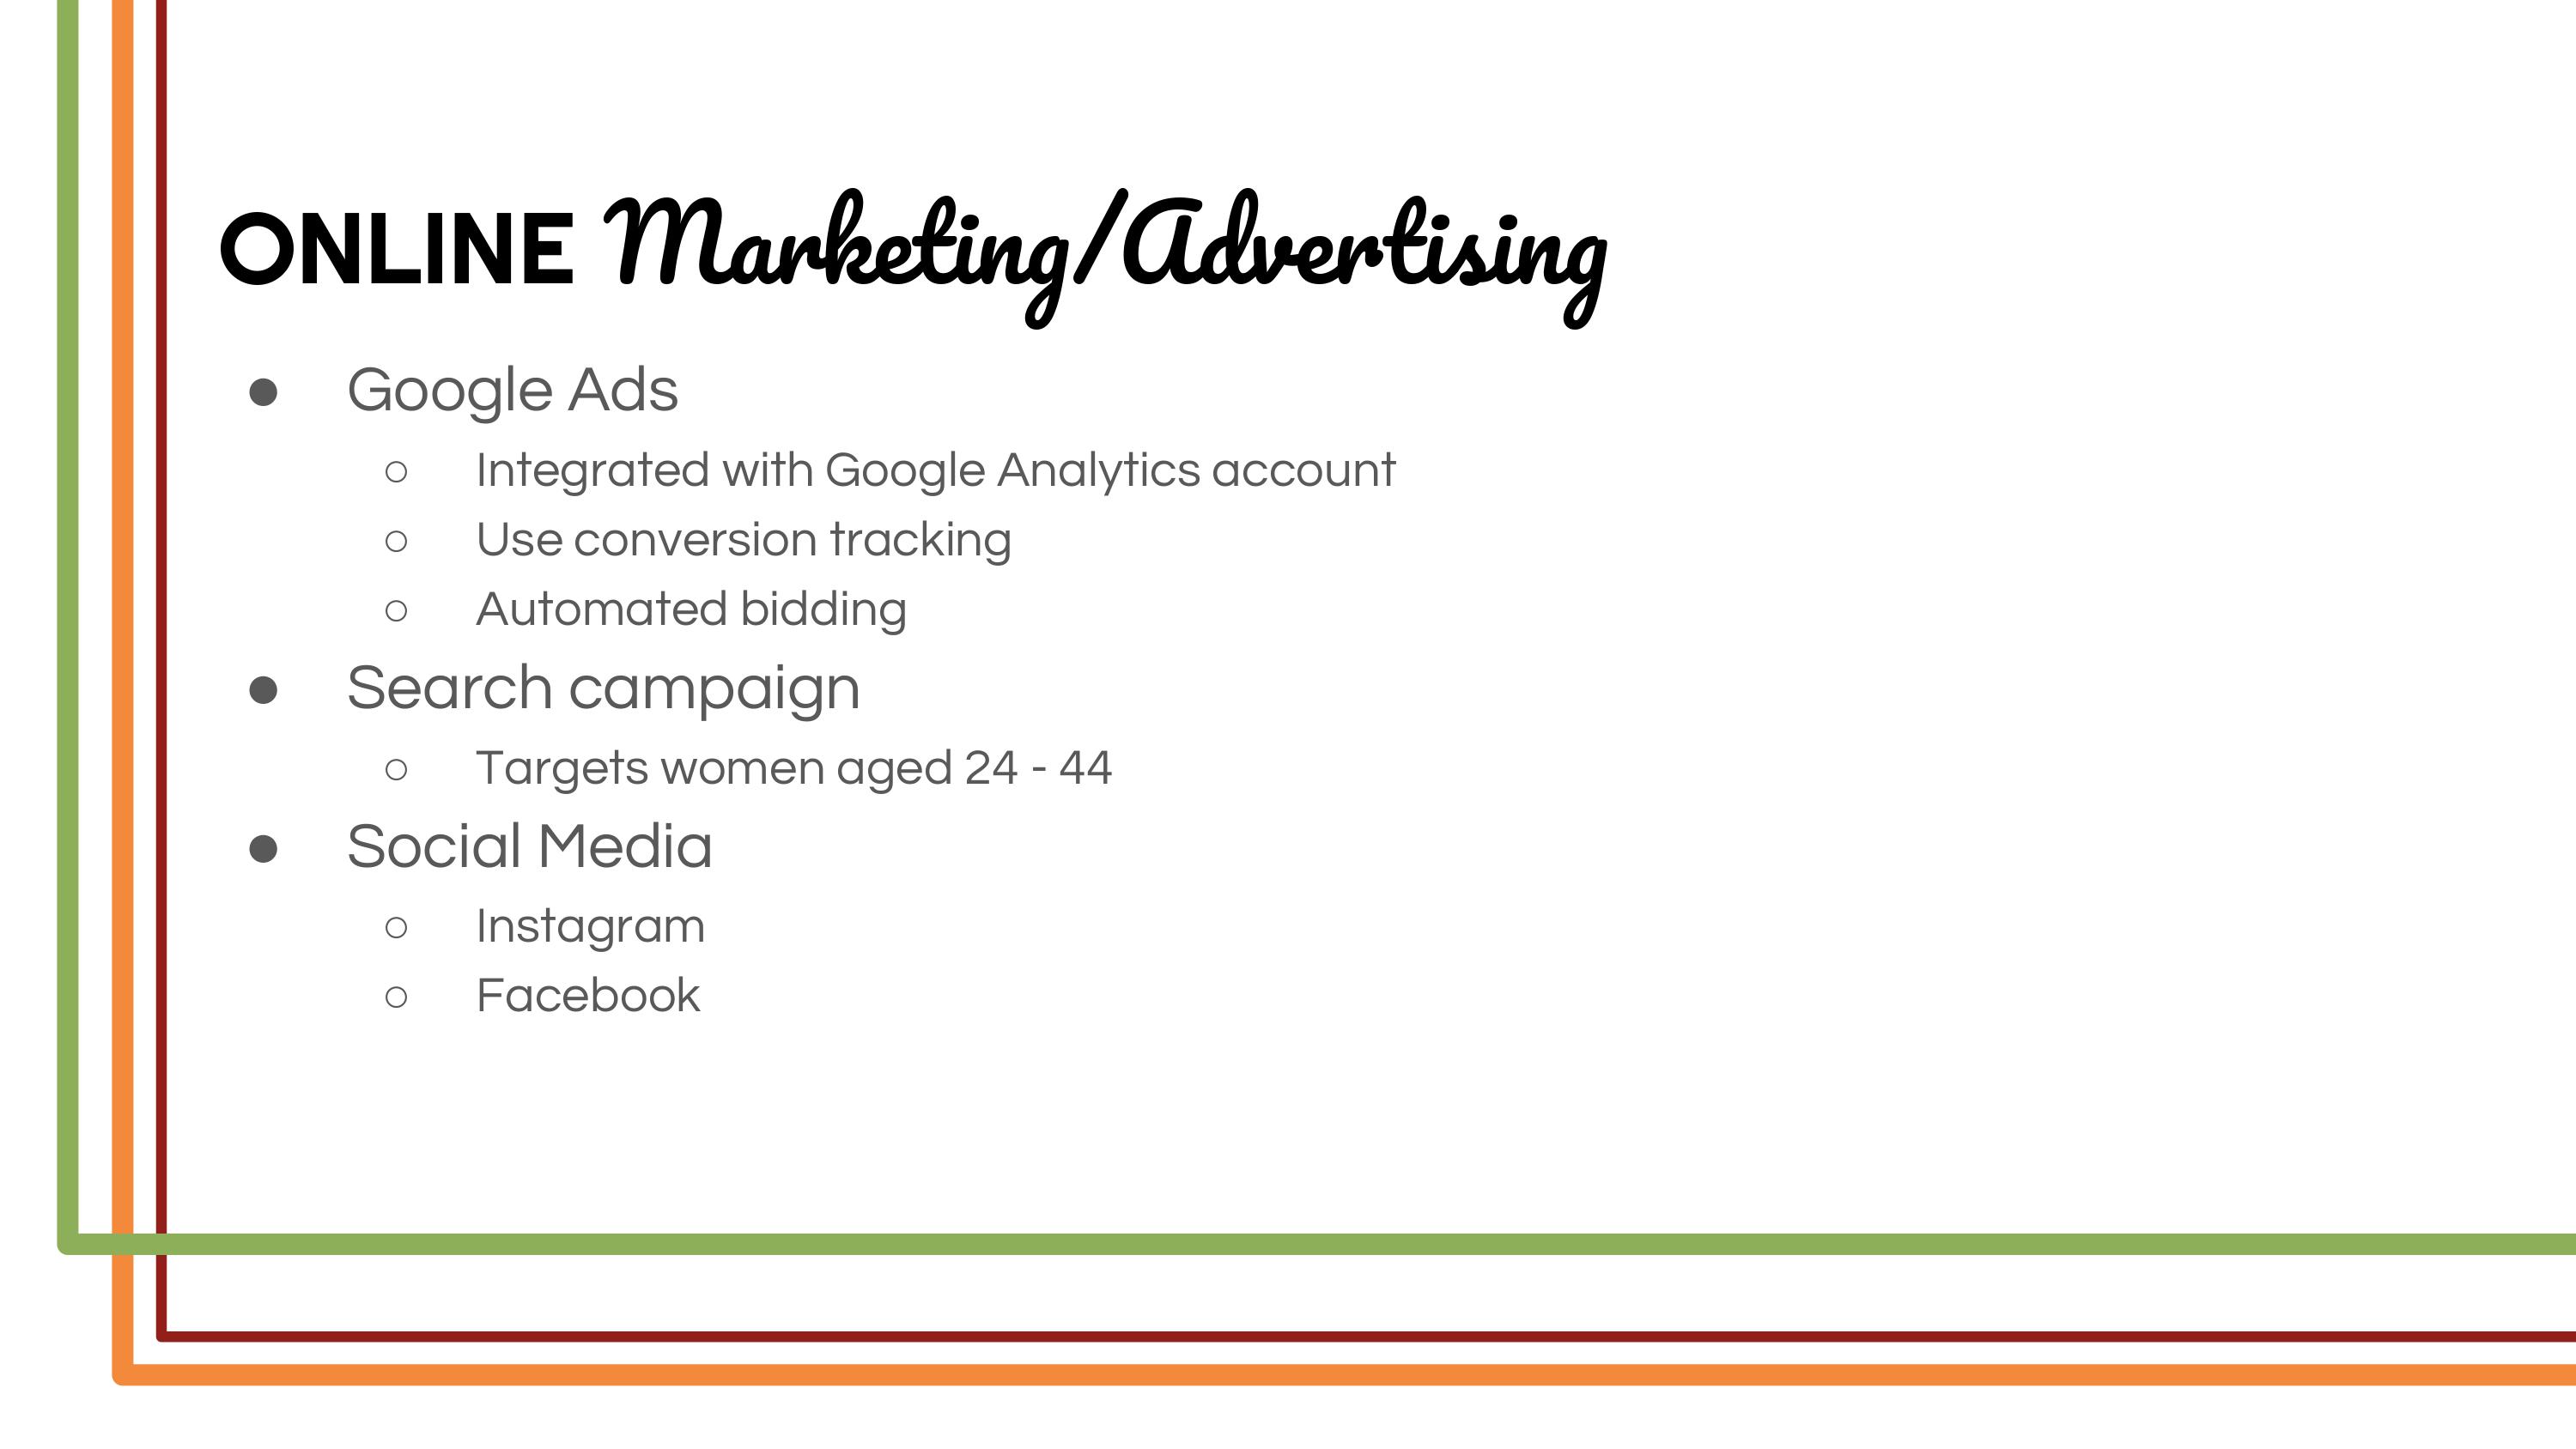 ONLINE Marketing/Advertising
● Google Ads
○ Integrated with Google Analytics account
○ Use conversion tracking
○ Automated bidding
● Search campaign
○ Targets women aged 24 - 44
● Social Media
○ Instagram
○ Facebook